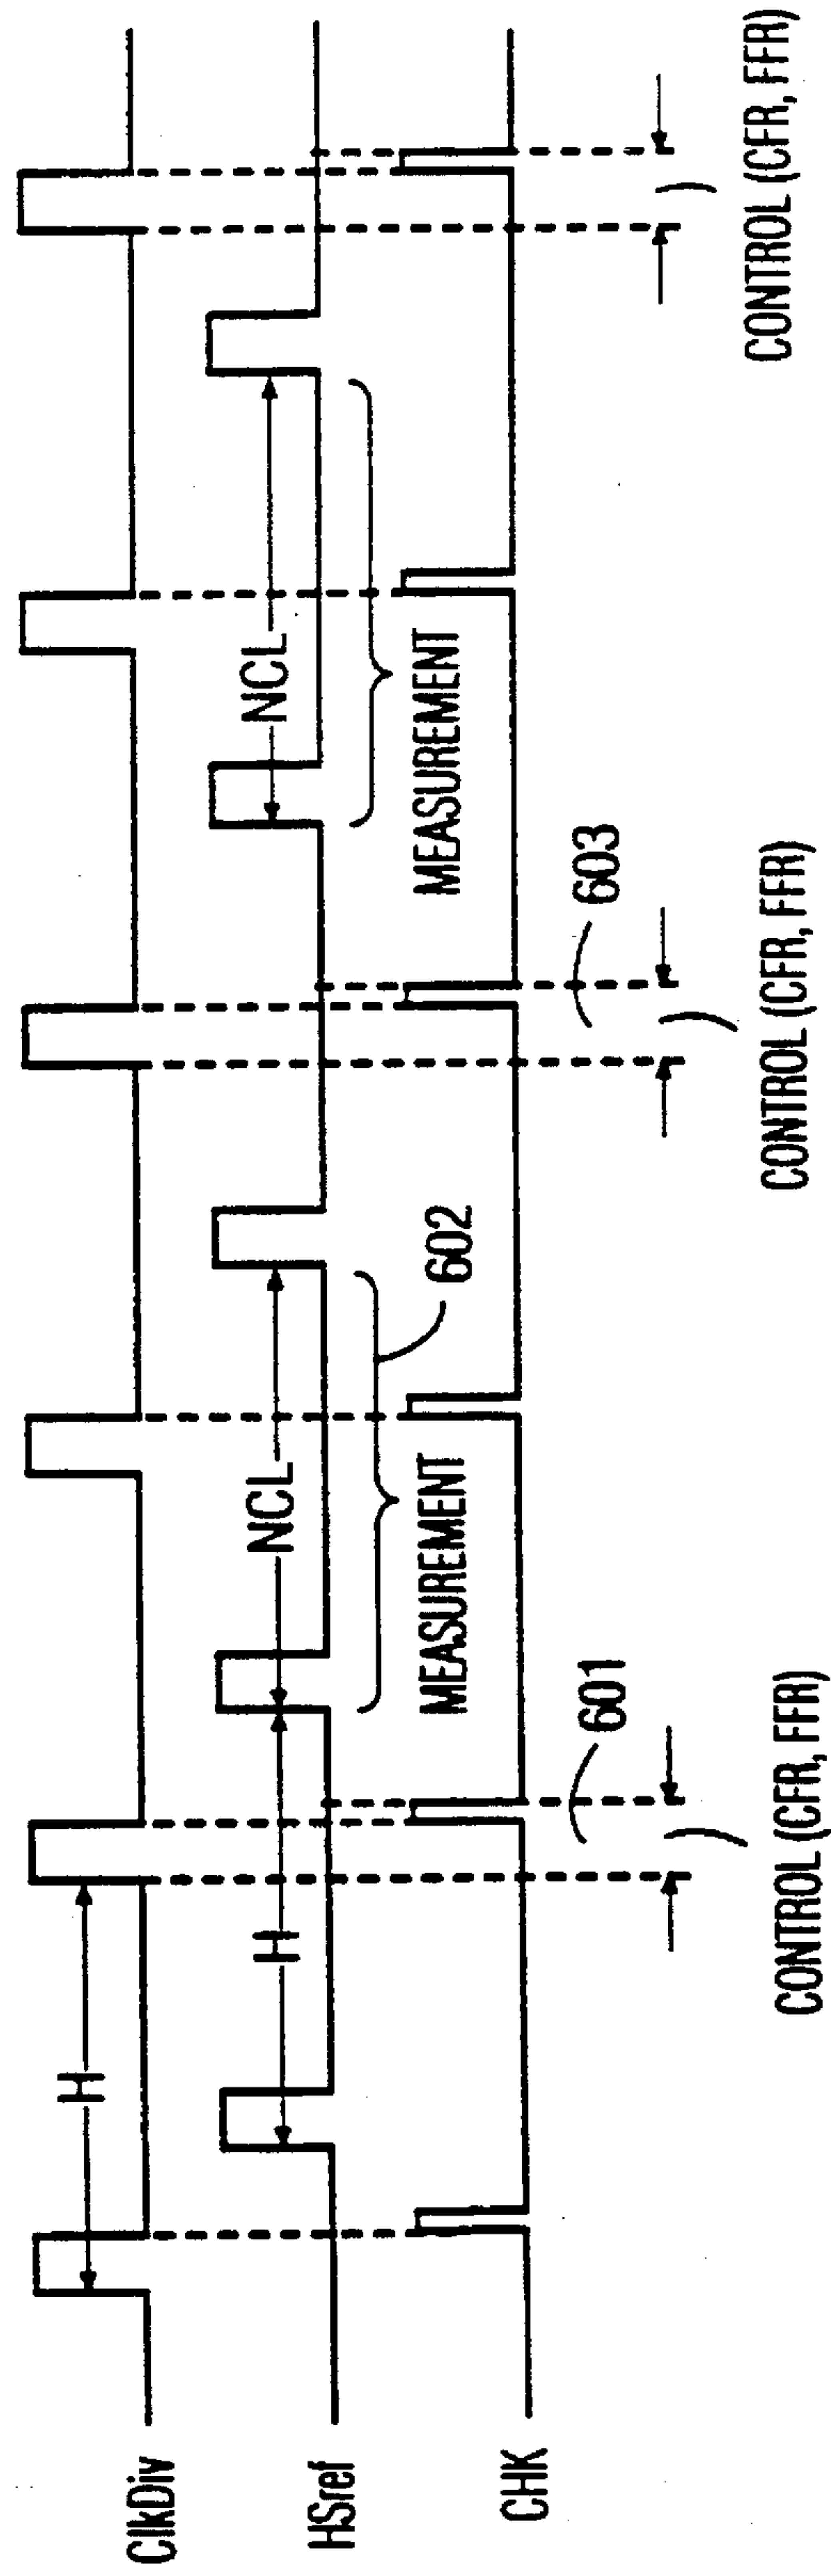 ClkDiv
H
HSref
H
NCL
NCL
MEASUREMENT
602
MEASUREMENT
CHK
601
603
CONTROL (CFR, FFR)
CONTROL (CFR, FFR)
CONTROL (CFR, FFR)